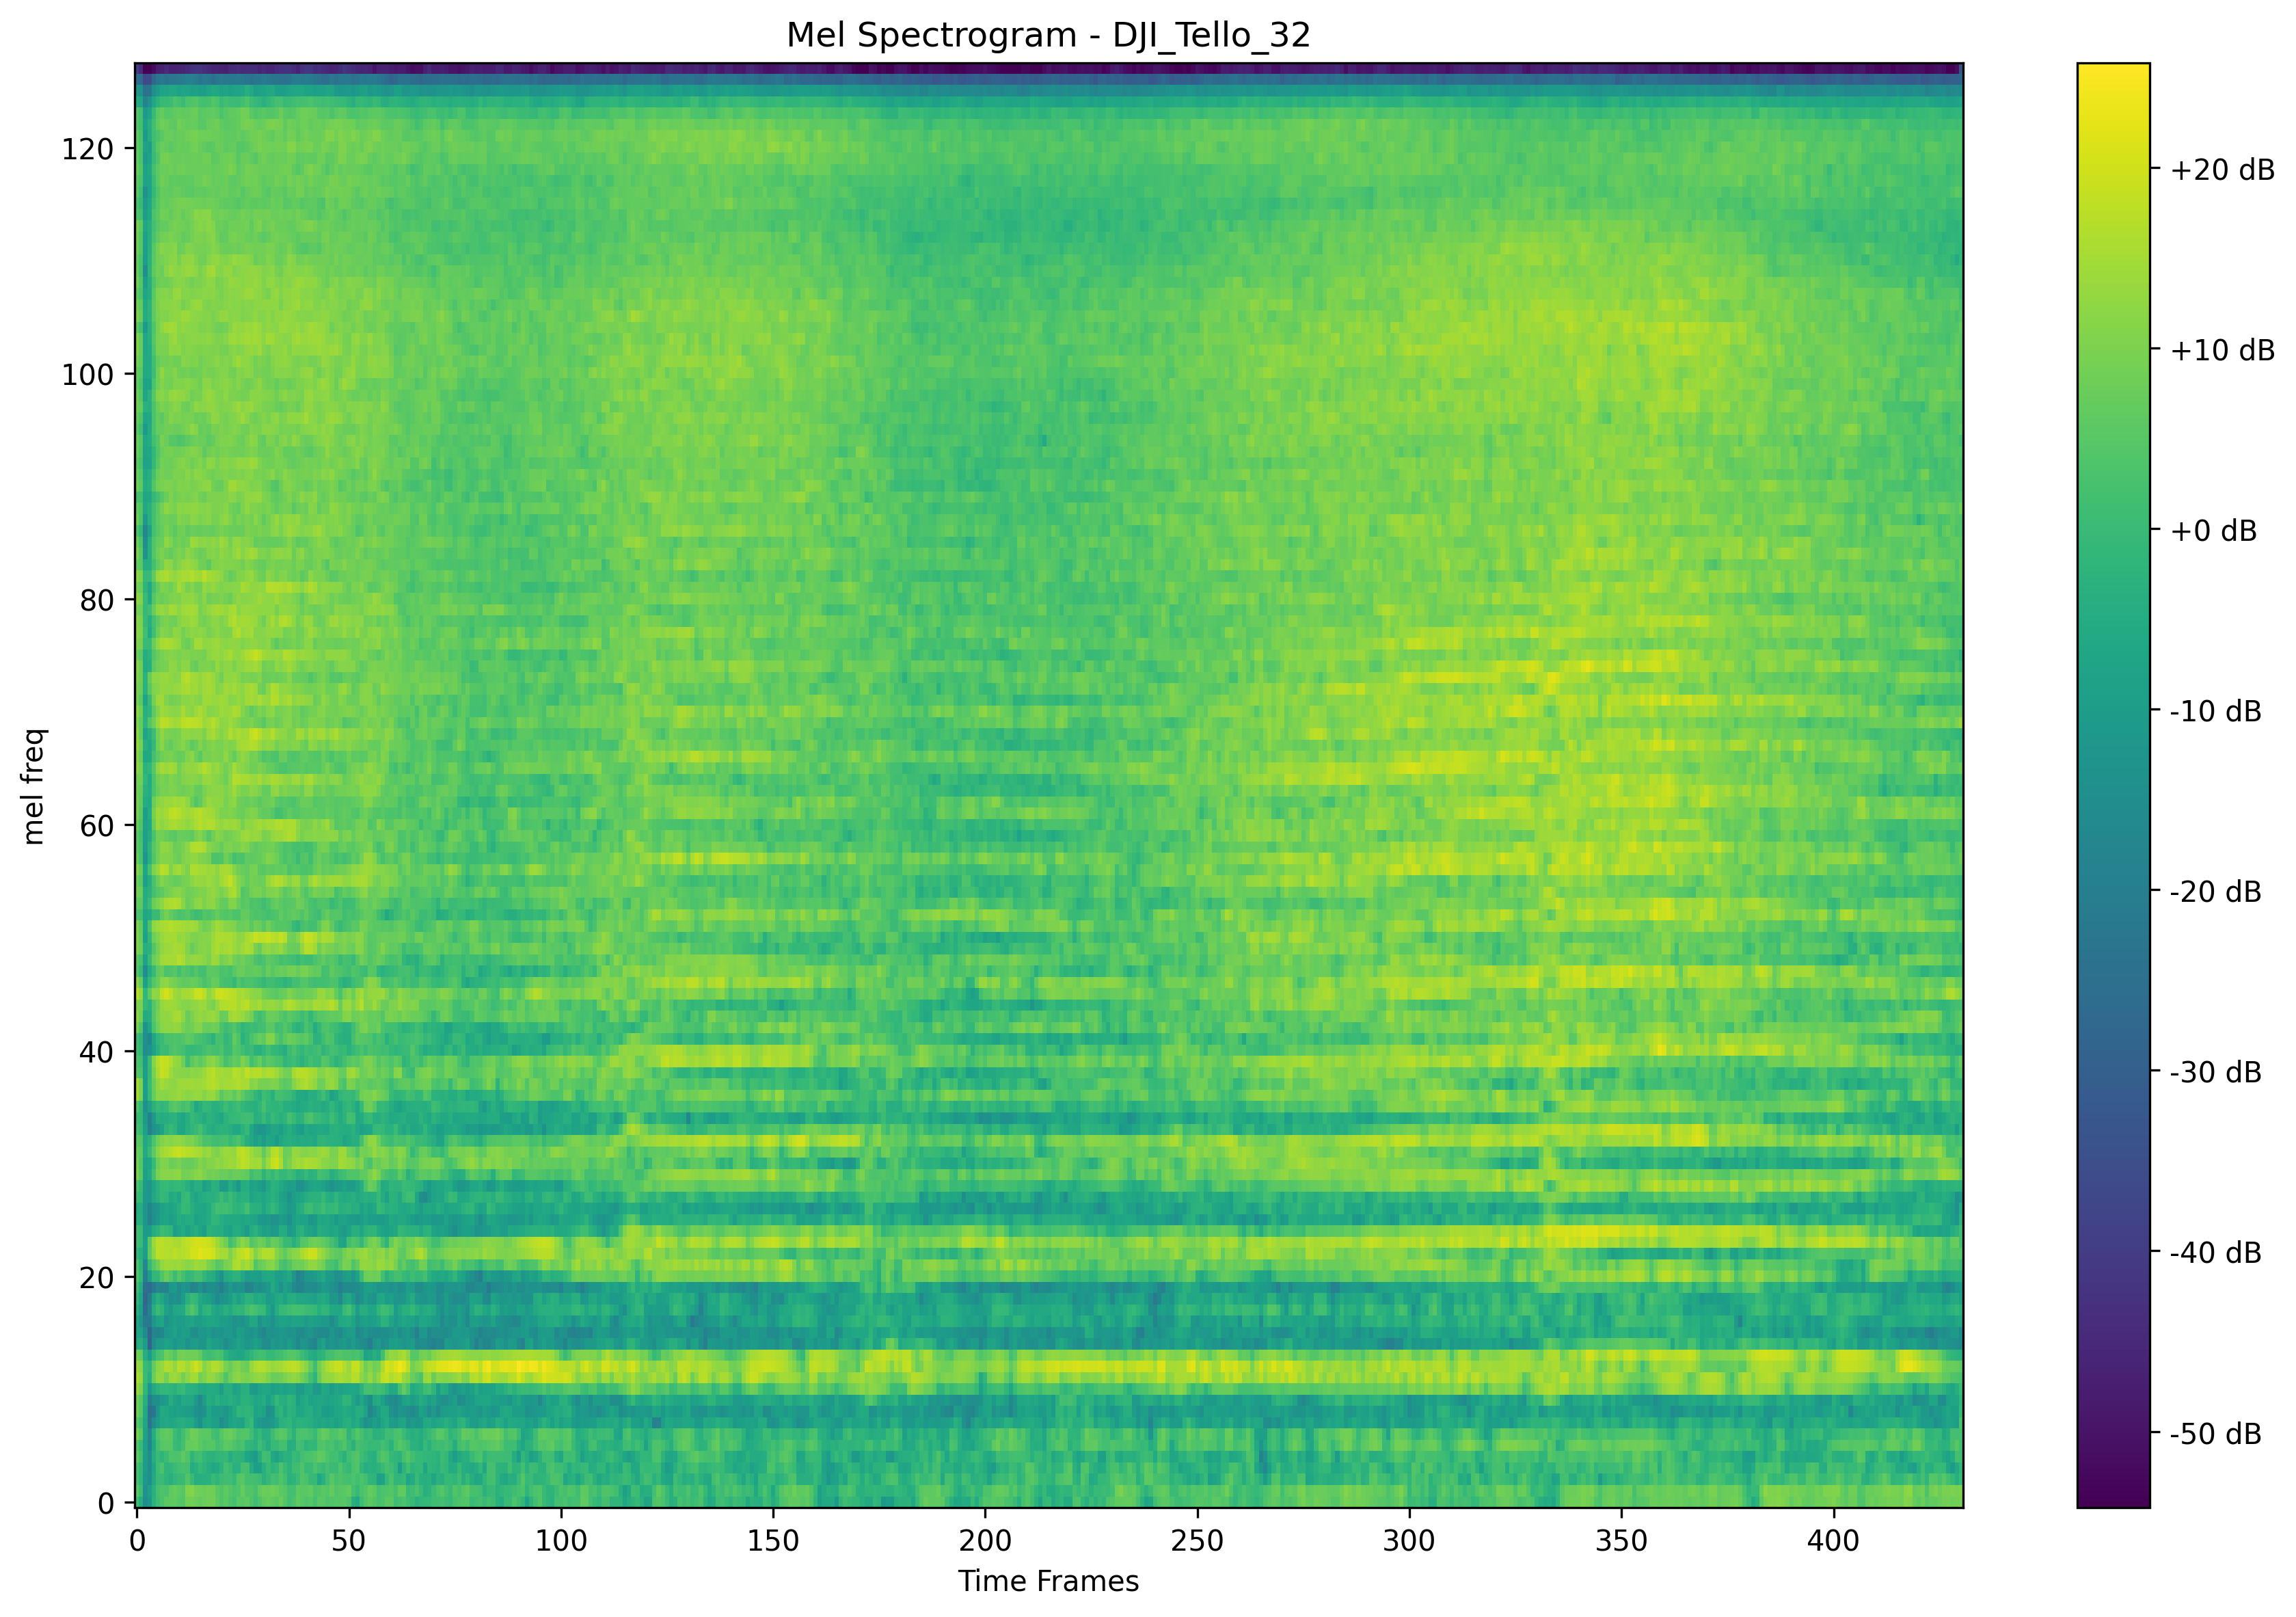 Mel Spectrogram - DJI_Tello_32
mel freq
120
100
80
60
40
20
0
0 50 100 150 200 250 300 350 400
Time Frames
+20 dB
+10 dB
+0 dB
-10 dB
-20 dB
-30 dB
-40 dB
-50 dB